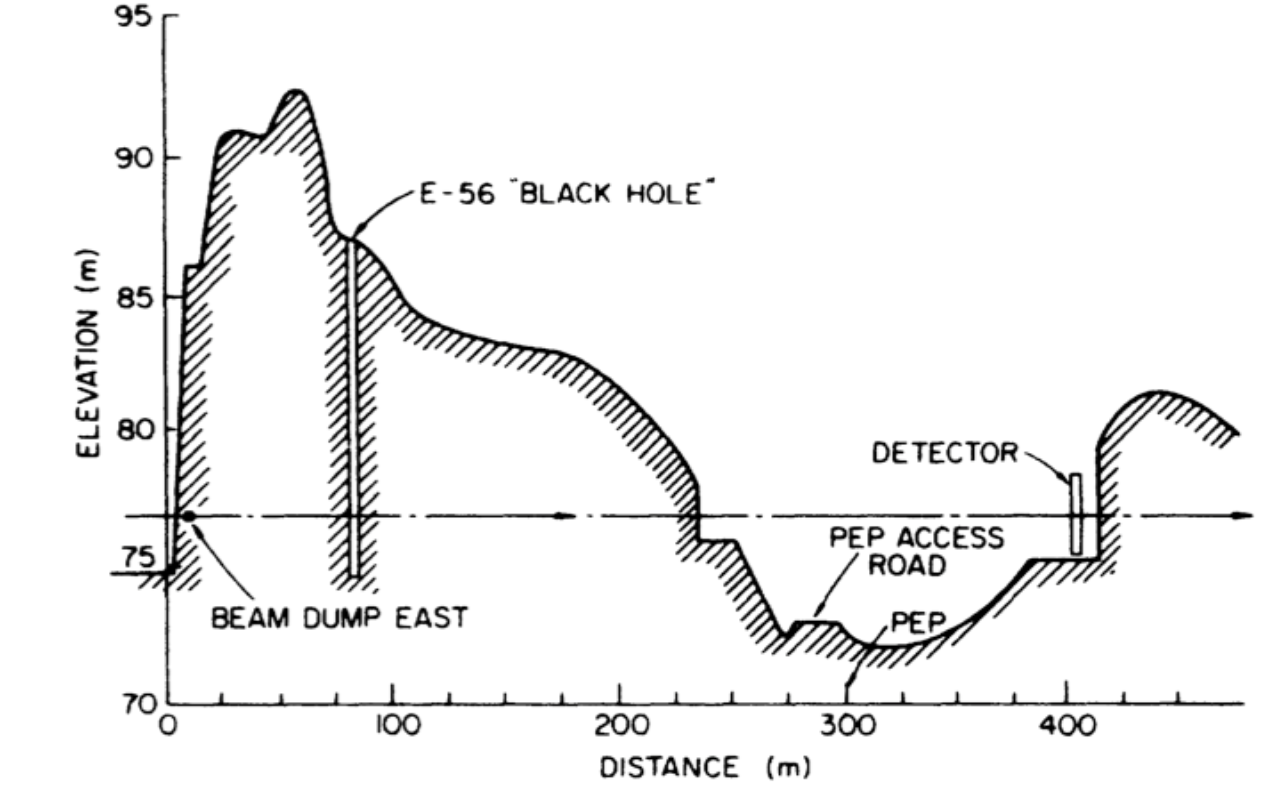 95
90
E-56 "BLACK HOLE"
85
ELEVATION (m)
80
DETECTOR
75
PEP ACCESS
ROAD
BEAM DUMP EAST
PEP
70
0 100 200 300 400
DISTANCE (m)